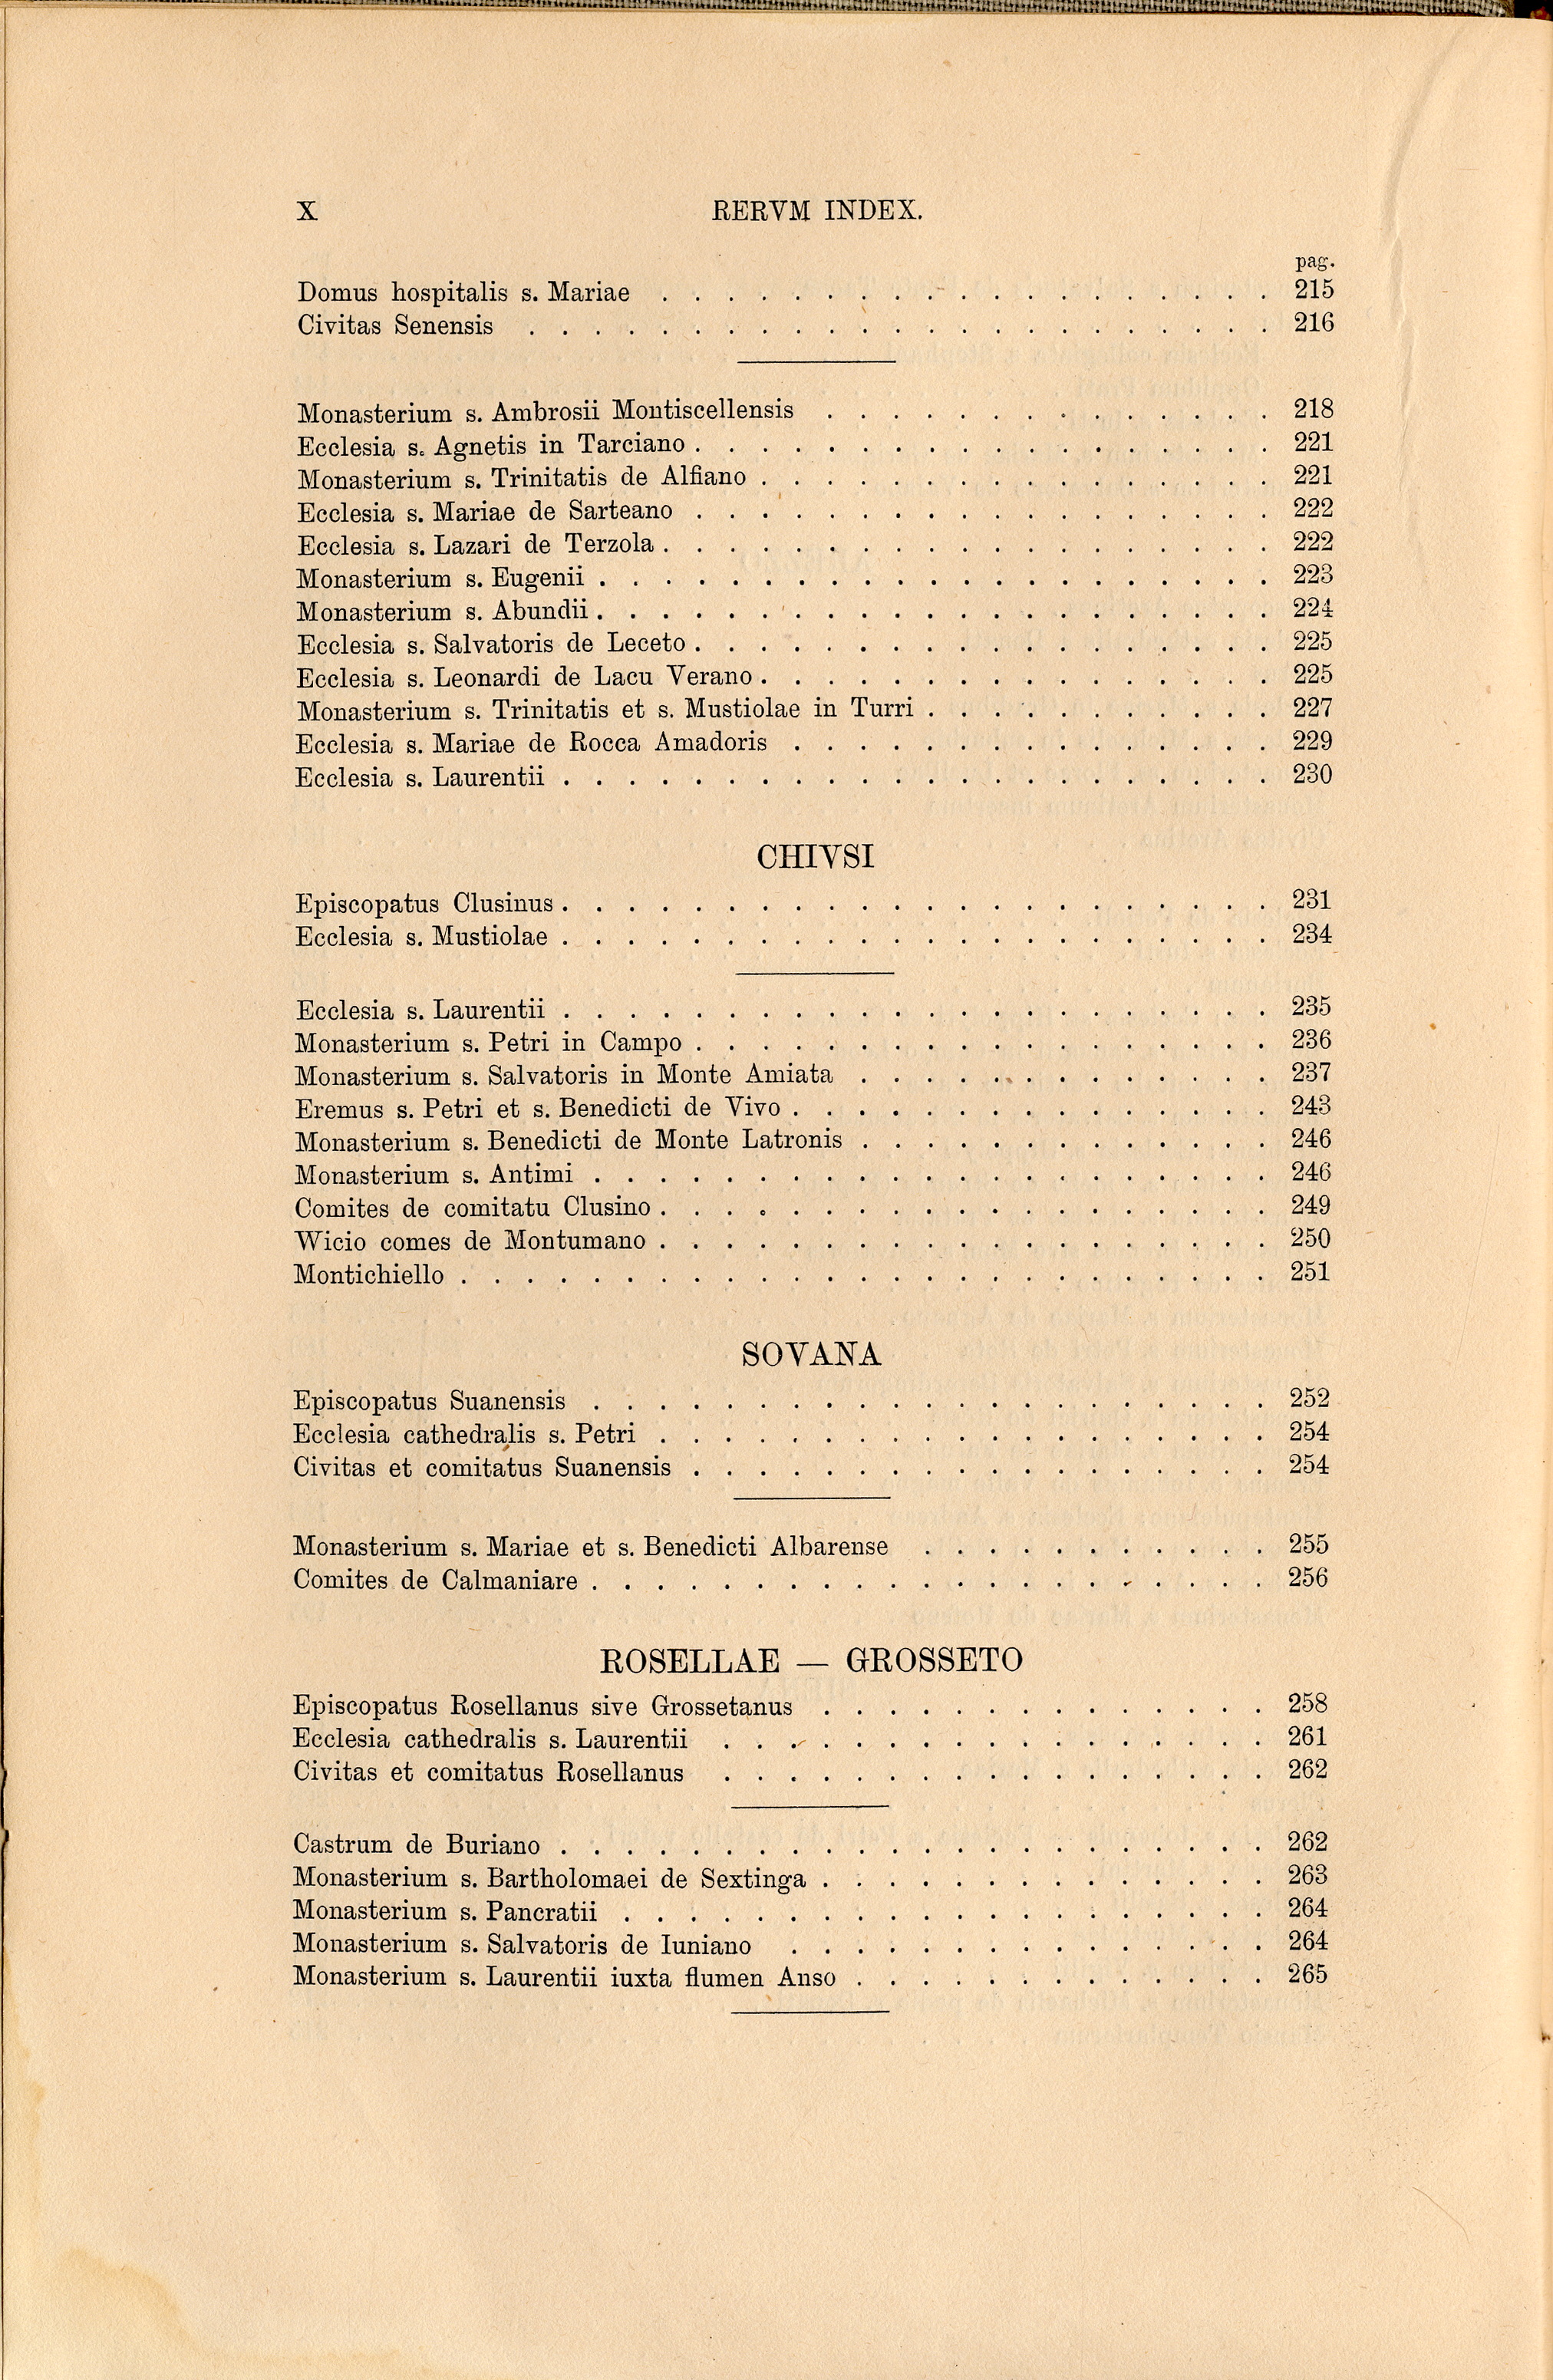 X RERVM INDEX.
pag.
Domus hospitalis s. Mariae . . . . . . . . . . . . . . . . . . . 215
Civitas Senensis . . . . . . . . . . . . . . . . . . . . . . . 216
Monasterium s. Ambrosii Montiscellensis . . . . . . . . . . . . . . 218
Ecclesia s. Agnetis in Tarciano . . . . . . . . . . . . . . . . . . 221
Monasterium s. Trinitatis de Alfiano . . . . . . . . . . . . . . . . 221
Ecclesia s. Mariae de Sarteano . . . . . . . . . . . . . . . . . . 222
Ecclesia s. Lazari de Terzola . . . . . . . . . . . . . . . . . . . 222
Monasterium s. Eugenii . . . . . . . . . . . . . . . . . . . . . 223
Monasterium s. Abundii . . . . . . . . . . . . . . . . . . . . . 224
Ecclesia s. Salvatoris de Leceto . . . . . . . . . . . . . . . . . . 225
Ecclesia s. Leonardi de Lacu Verano . . . . . . . . . . . . . . . . 225
Monasterium s. Trinitatis et s. Mustiolae in Turri . . . . . . . . . . . 227
Ecclesia s. Mariae de Rocca Amadoris . . . . . . . . . . . . . . . 229
Ecclesia s. Laurentii . . . . . . . . . . . . . . . . . . . . . . 230
CHIVSI
Episcopatus Clusinus . . . . . . . . . . . . . . . . . . . . . . 231
Ecclesia s. Mustiolae . . . . . . . . . . . . . . . . . . . . . . 234
Ecclesia s. Laurentii . . . . . . . . . . . . . . . . . . . . . . 235
Monasterium s. Petri in Campo . . . . . . . . . . . . . . . . . . 236
Monasterium s. Salvatoris in Monte Amiata . . . . . . . . . . . . . 237
Eremus s. Petri et s. Benedicti de Vivo . . . . . . . . . . . . . . . 243
Monasterium s. Benedicti de Monte Latronis . . . . . . . . . . . . . 246
Monasterium s. Antimi . . . . . . . . . . . . . . . . . . . . . 246
Comites de comitatu Clusino . . . . . . . . . . . . . . . . . . . 249
Wicio comes de Montumano . . . . . . . . . . . . . . . . . . . 250
Montichiello . . . . . . . . . . . . . . . . . . . . . . . . . 251
SOVANA
Episcopatus Suanensis . . . . . . . . . . . . . . . . . . . . . 252
Ecclesia cathedralis s. Petri . . . . . . . . . . . . . . . . . . . 254
Civitas et comitatus Suanensis . . . . . . . . . . . . . . . . . . 254
Monasterium s. Mariae et s. Benedicti Albarense . . . . . . . . . . . 255
Comites de Calmaniare . . . . . . . . . . . . . . . . . . . . . 256
ROSELLAE — GROSSETO
Episcopatus Rosellanus sive Grossetanus . . . . . . . . . . . . . . 258
Ecclesia cathedralis s. Laurentii . . . . . . . . . . . . . . . . . 261
Civitas et comitatus Rosellanus . . . . . . . . . . . . . . . . . 262
Castrum de Buriano . . . . . . . . . . . . . . . . . . . . . . 262
Monasterium s. Bartholomaei de Sextinga . . . . . . . . . . . . . . 263
Monasterium s. Pancratii . . . . . . . . . . . . . . . . . . . . 264
Monasterium s. Salvatoris de Iuniano . . . . . . . . . . . . . . . 264
Monasterium s. Laurentii iuxta flumen Anso . . . . . . . . . . . . . 265